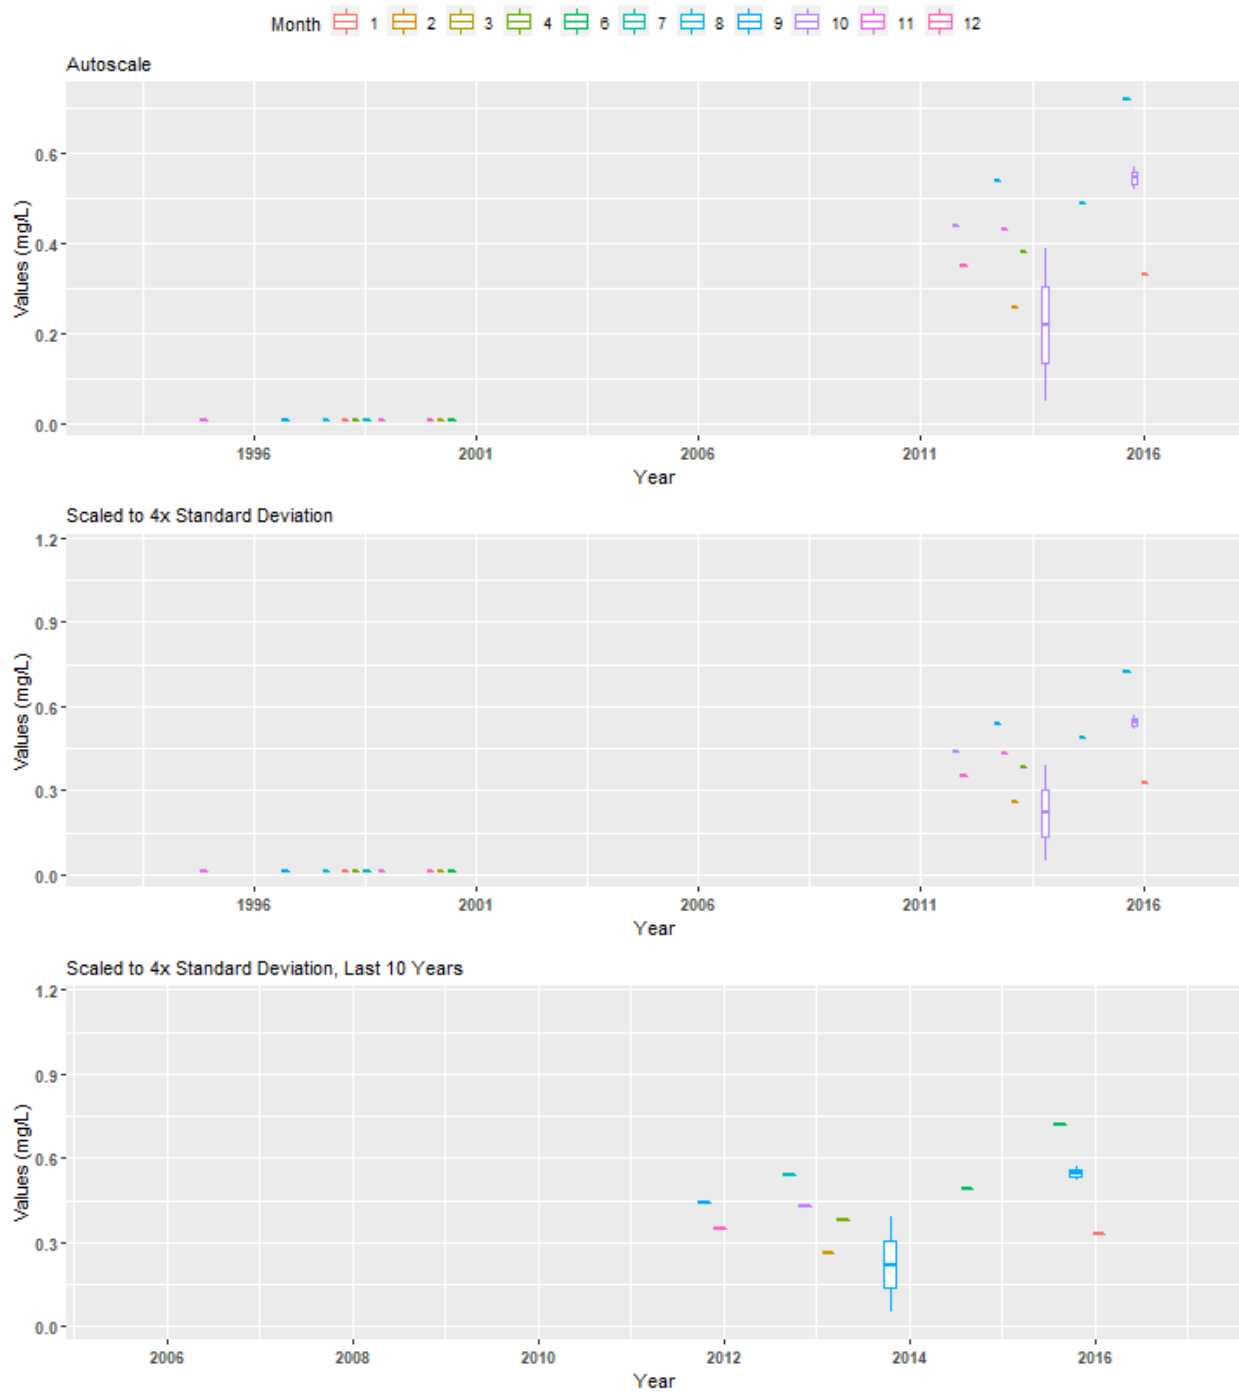 Month 1 2 3 4 6 7 8 9 10 11 12
Autoscale
Values (mg/L)
0.6
0.4
0.2
0.0
1996 2001 2006 2011 2016
Year
Scaled to 4x Standard Deviation
Values (mg/L)
1.2
0.9
0.6
0.3
0.0
1996 2001 2006 2011 2016
Year
Scaled to 4x Standard Deviation, Last 10 Years
Values (mg/L)
1.2
0.9
0.6
0.3
0.0
2006 2008 2010 2012 2014 2016
Year